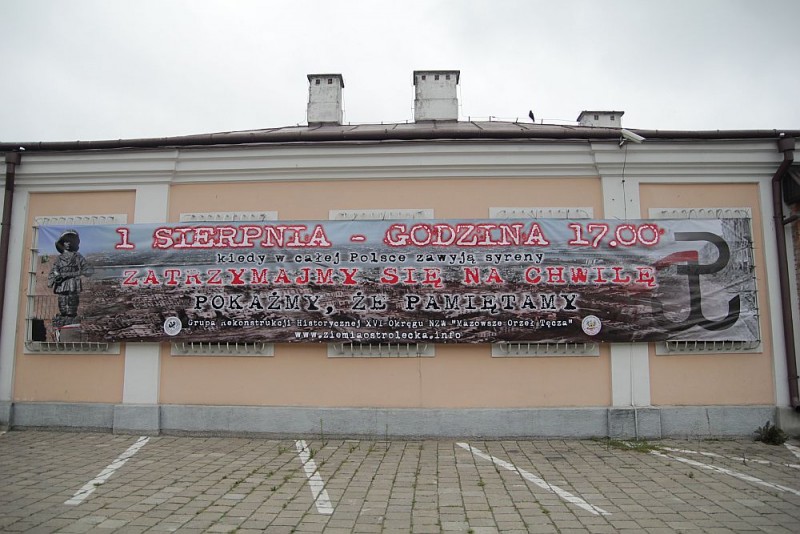 1 SIERPNIA - GODZINA 17.00
kiedy w całej Polsce zawyją syreny
ZATRZYMAJMY SIĘ NA CHWILĘ
POKAŻMY, ŻE PAMIĘTAMY
Grupa Rekonstrukcji Historycznej XVI Okręgu NZW "Mazowsze Orzeł Tęcza"
www.ziemiaostrolecka.info